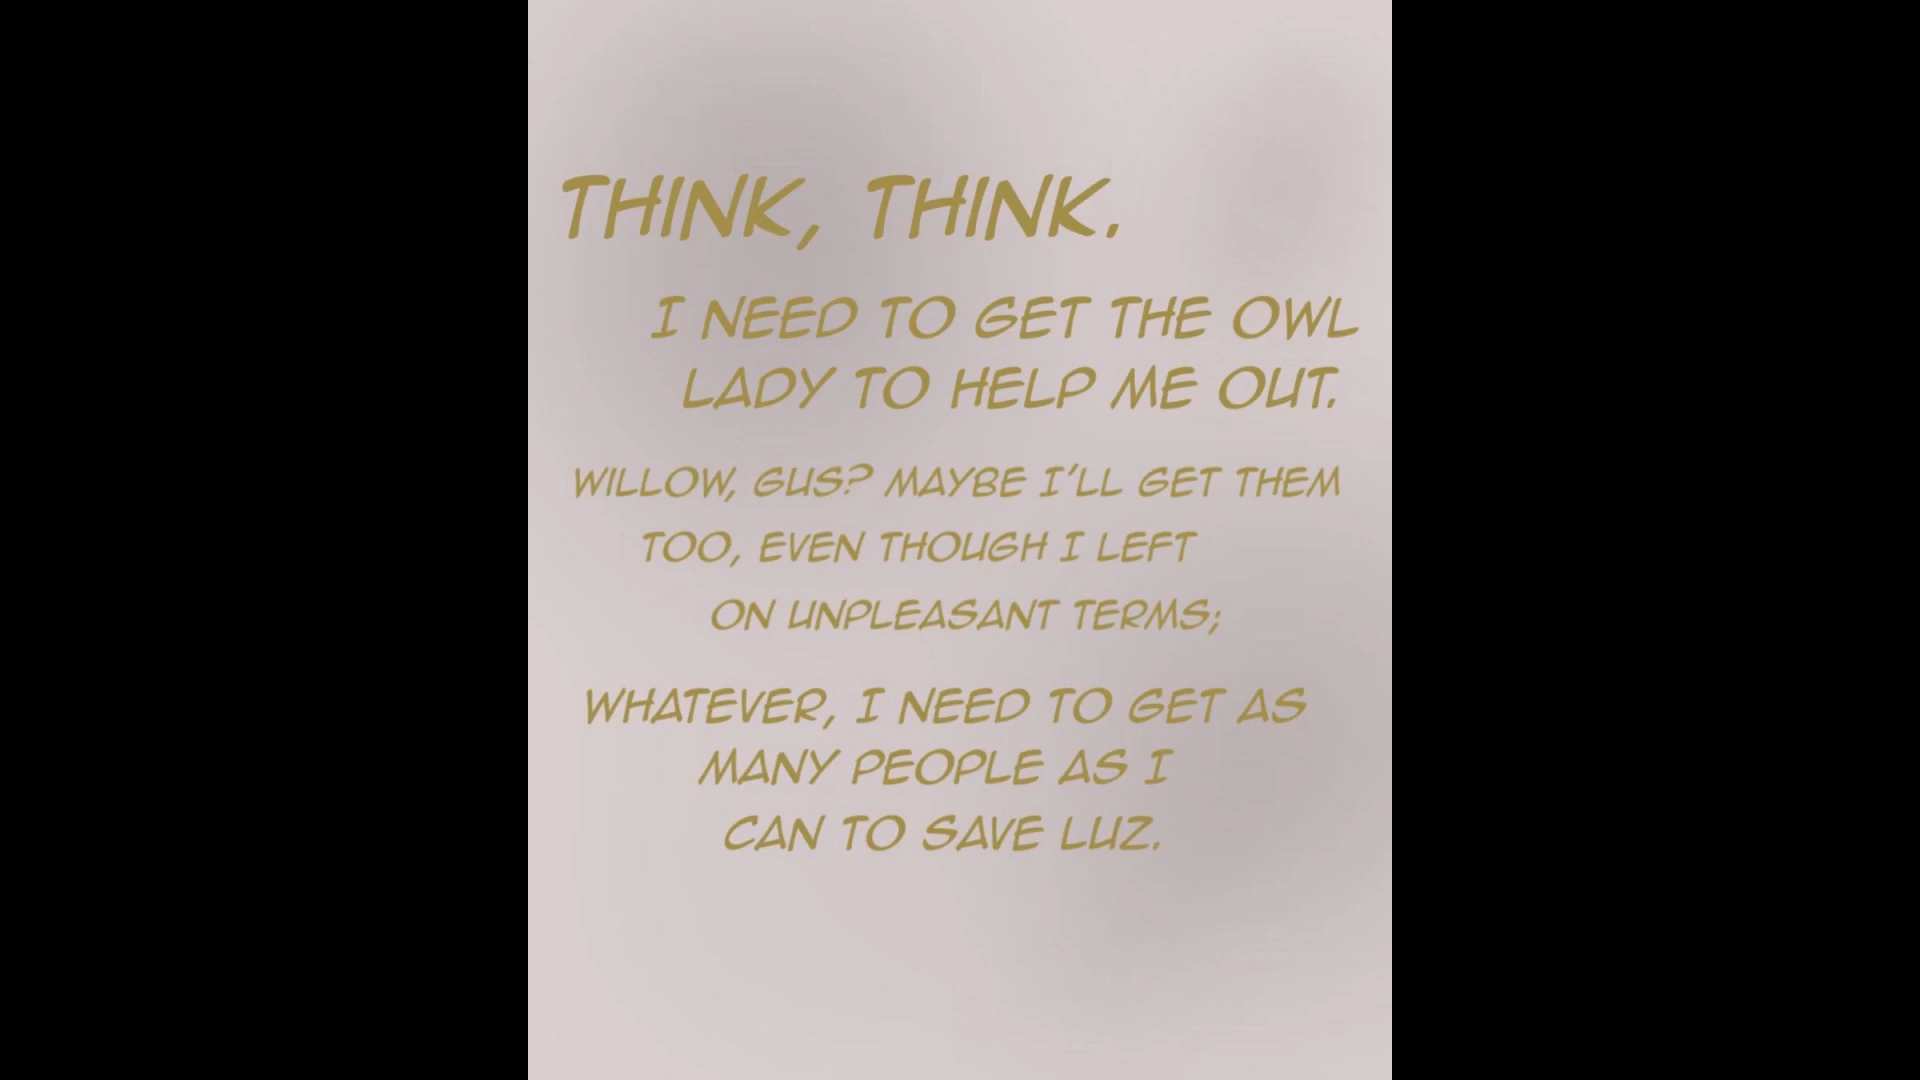 THINK, THINK.
I NEED TO GET THE OWL
LADY TO HELP ME OUT.
WILLOW, GUS? MAYBE I'LL GET THEM
TOO, EVEN THOUGH I LEFT
ON UNPLEASANT TERMS;
WHATEVER, I NEED TO GET AS
MANY PEOPLE AS I
CAN TO SAVE LUZ.